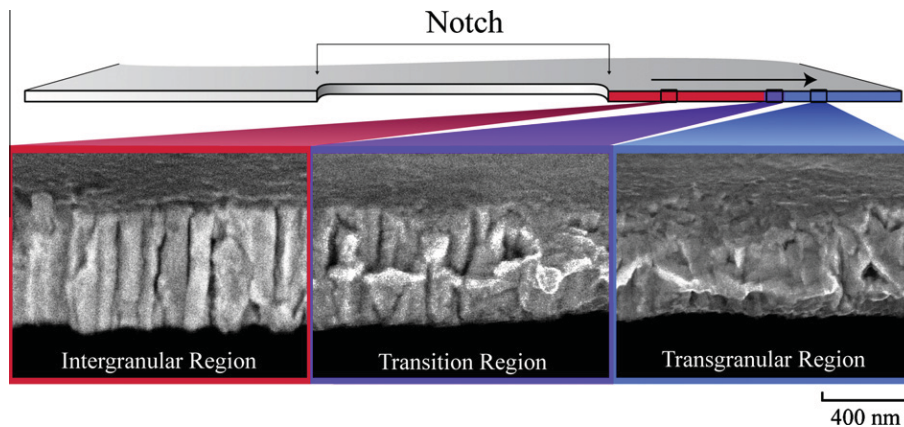 Notch
Intergranular Region
Transition Region
Transgranular Region
400 nm